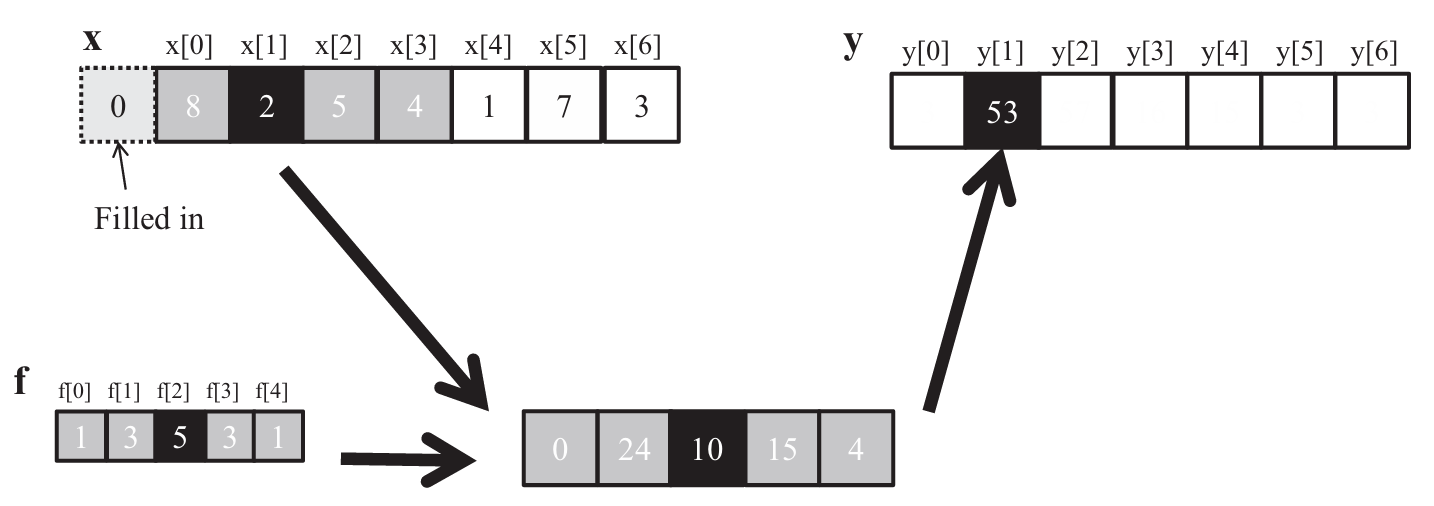 x x[0] x[1] x[2] x[3] x[4] x[5] x[6]
0 8 2 5 4 1 7 3
Filled in
y y[0] y[1] y[2] y[3] y[4] y[5] y[6]
53
f f[0] f[1] f[2] f[3] f[4]
1 3 5 3 1
0 24 10 15 4